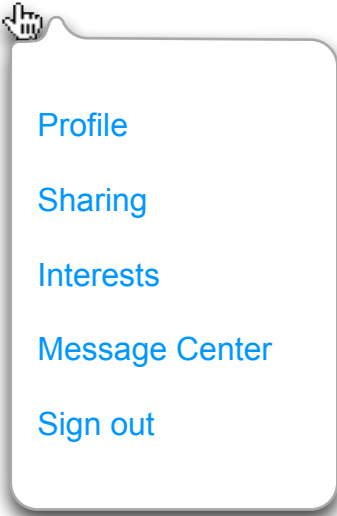 Profile
Sharing
Interests
Message Center
Sign out